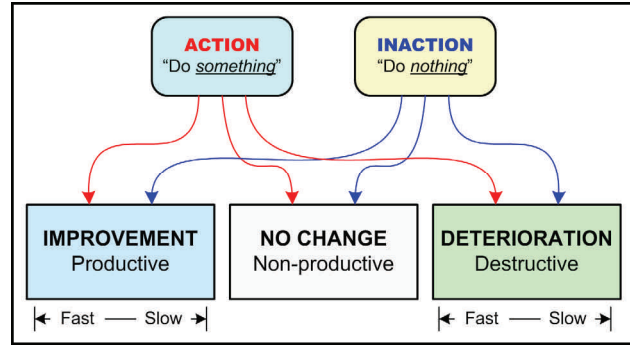 ACTION
“Do something”
INACTION
“Do nothing”
IMPROVEMENT
Productive
NO CHANGE
Non-productive
DETERIORATION
Destructive
Fast Slow
Fast Slow